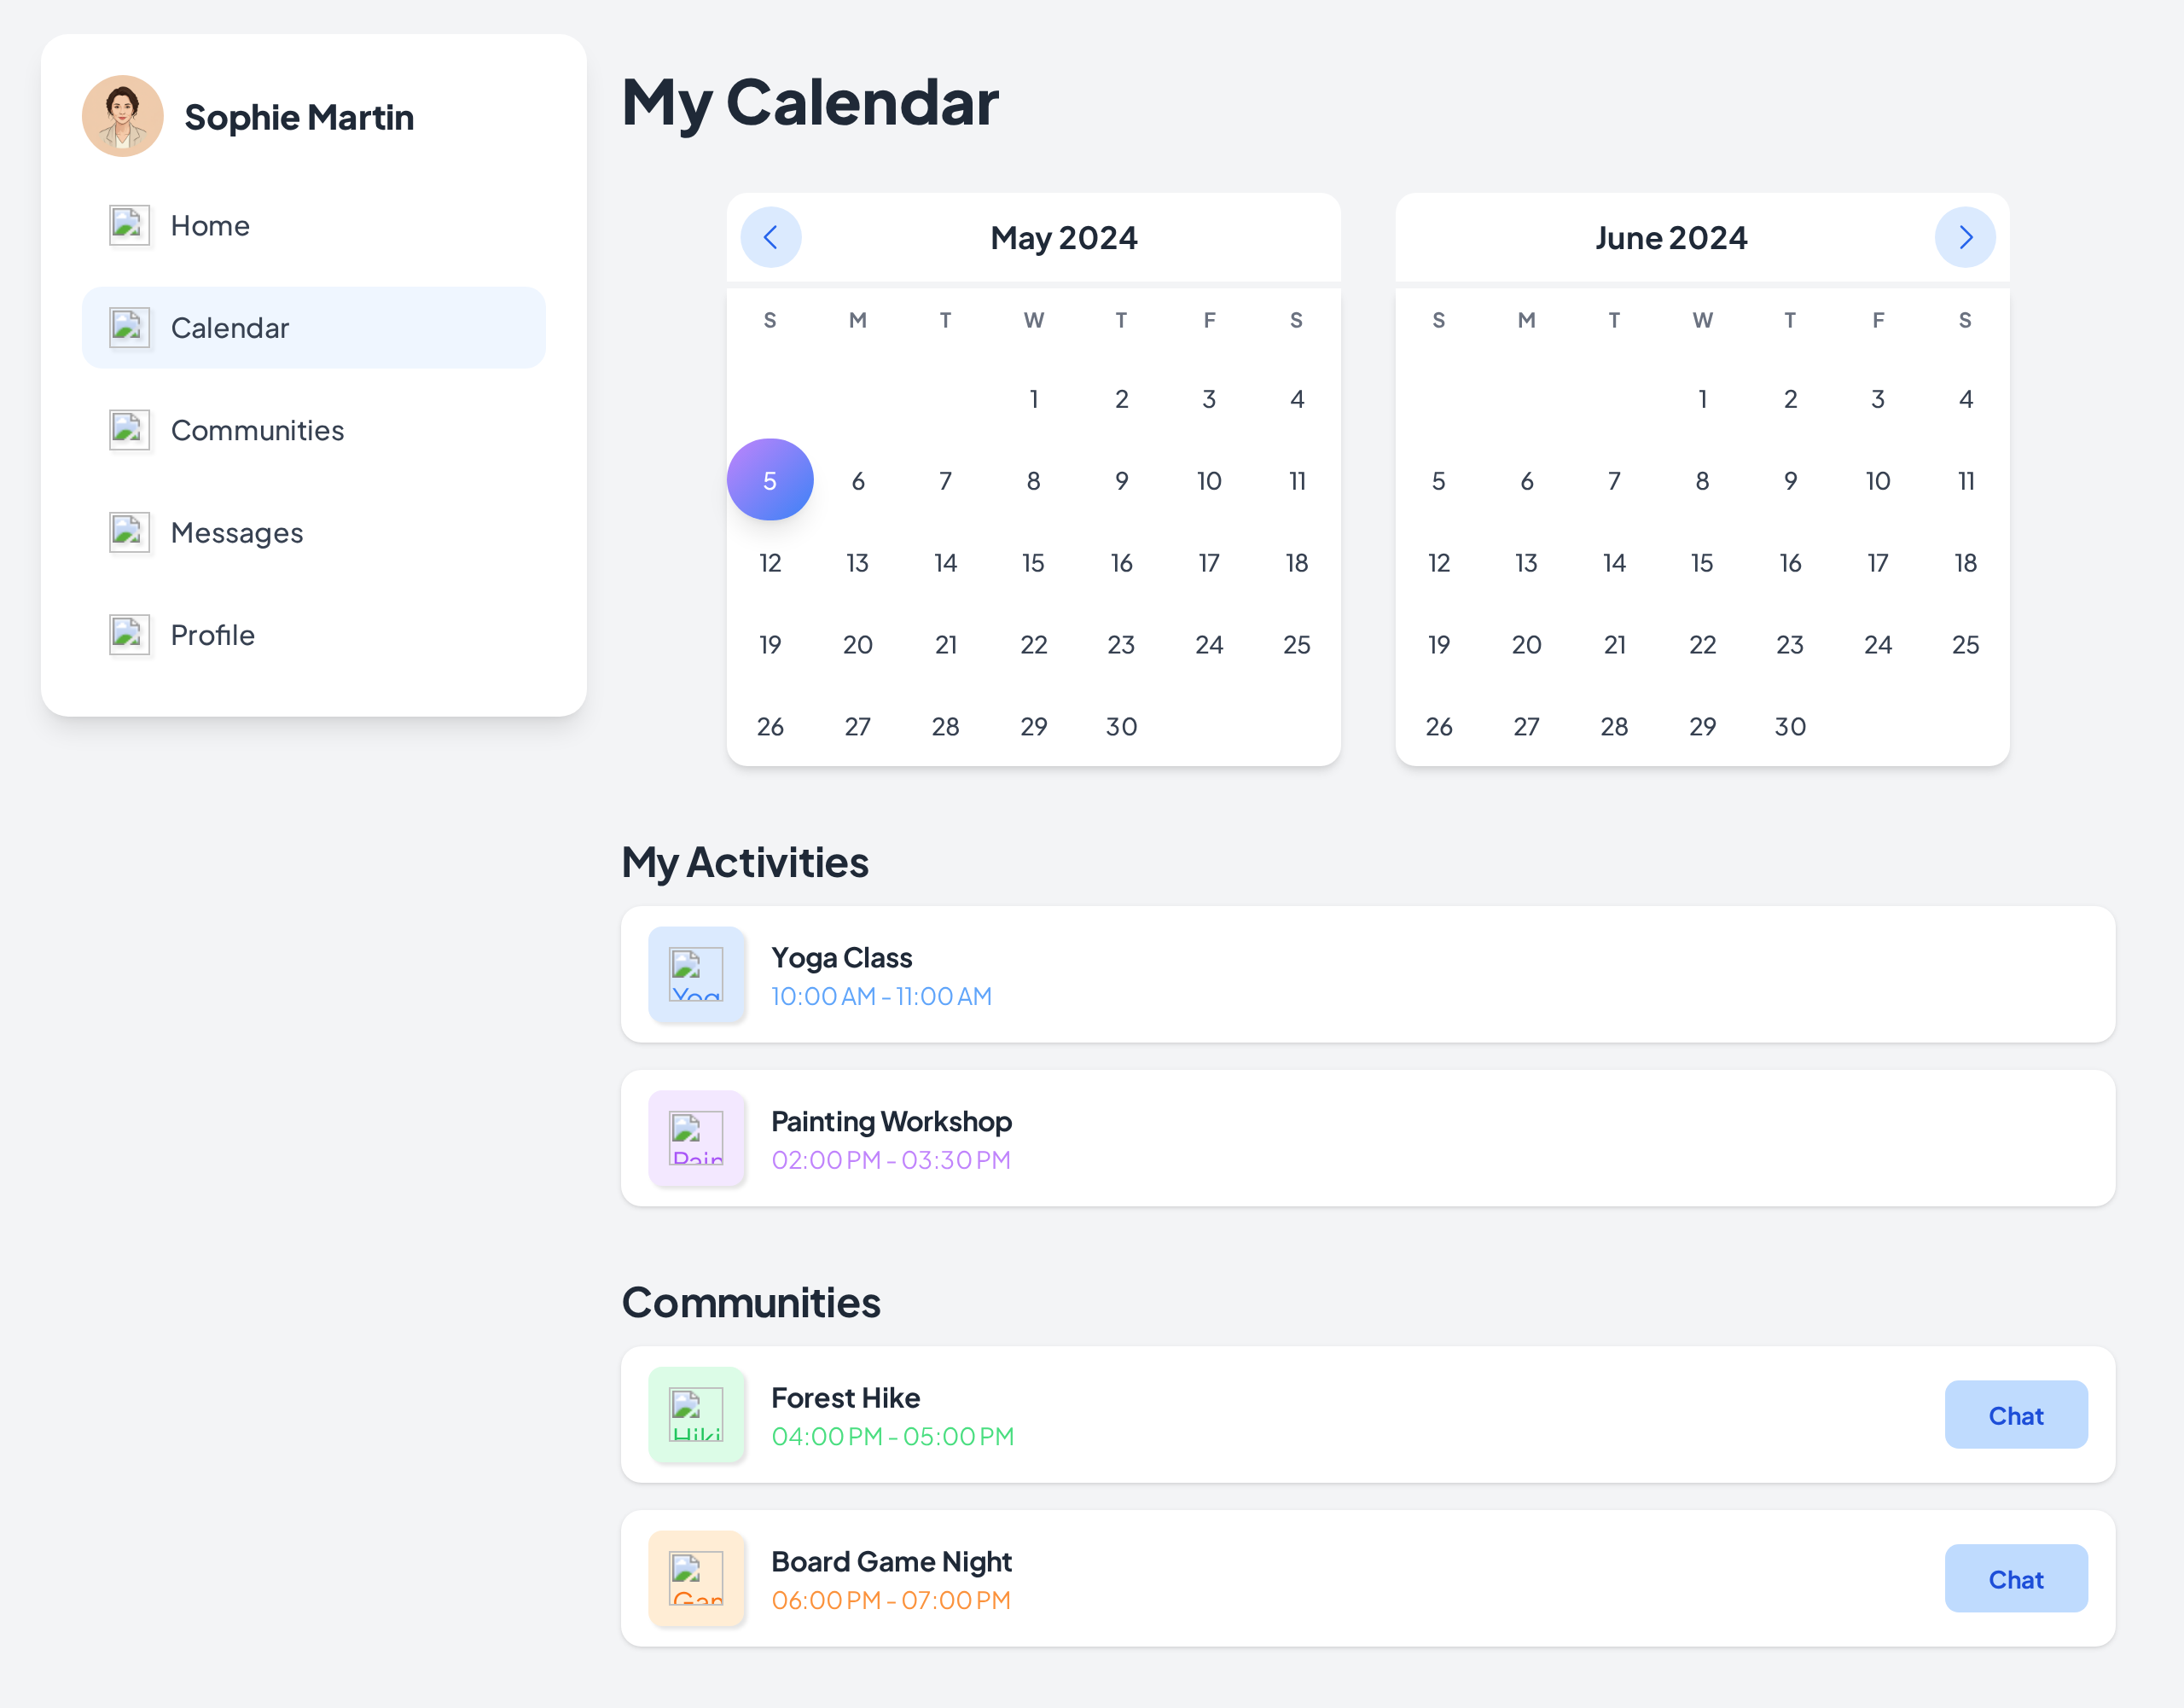 Sophie Martin
Home
Calendar
Communities
Messages
Profile
My Calendar
May 2024
S M T W T F S
1 2 3 4
5 6 7 8 9 10 11
12 13 14 15 16 17 18
19 20 21 22 23 24 25
26 27 28 29 30
June 2024
S M T W T F S
1 2 3 4
5 6 7 8 9 10 11
12 13 14 15 16 17 18
19 20 21 22 23 24 25
26 27 28 29 30
My Activities
Yoga Class
10:00 AM - 11:00 AM
Painting Workshop
02:00 PM - 03:30 PM
Communities
Forest Hike
04:00 PM - 05:00 PM
Chat
Board Game Night
06:00 PM - 07:00 PM
Chat